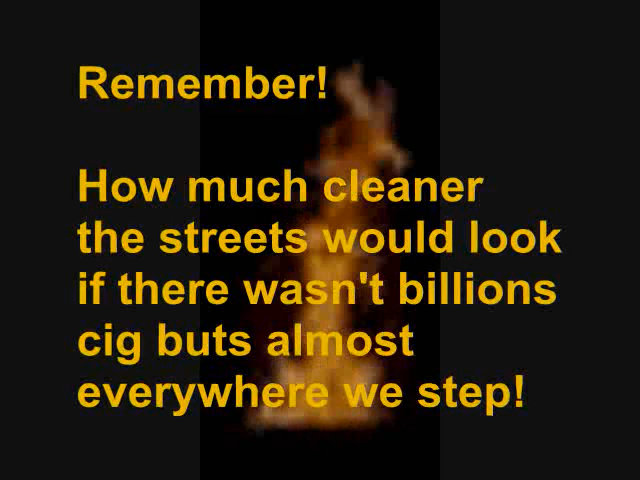 Remember!
How much cleaner
the streets would look
if there wasn't billions
cig buts almost
everywhere we step!